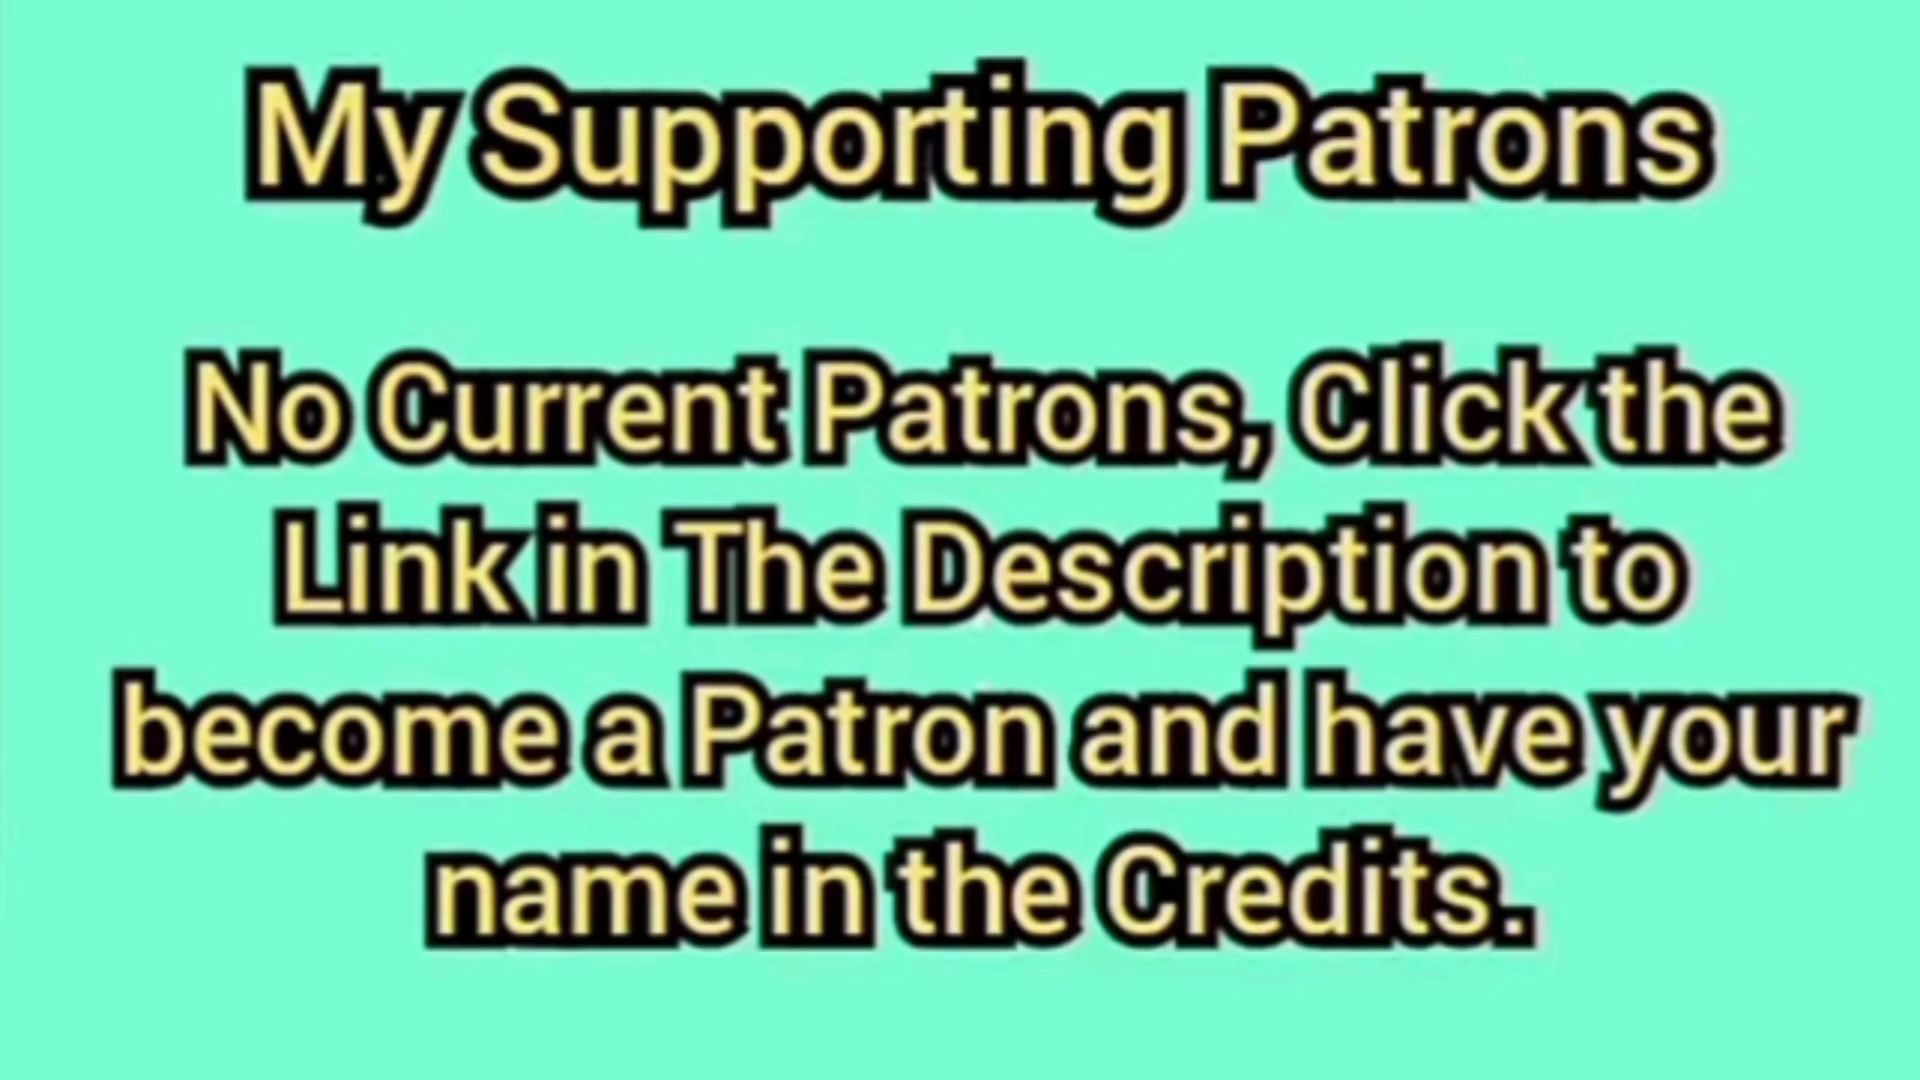 My Supporting Patrons
No Current Patrons, Click the
Link in The Description to
become a Patron and have your
name in the Credits.